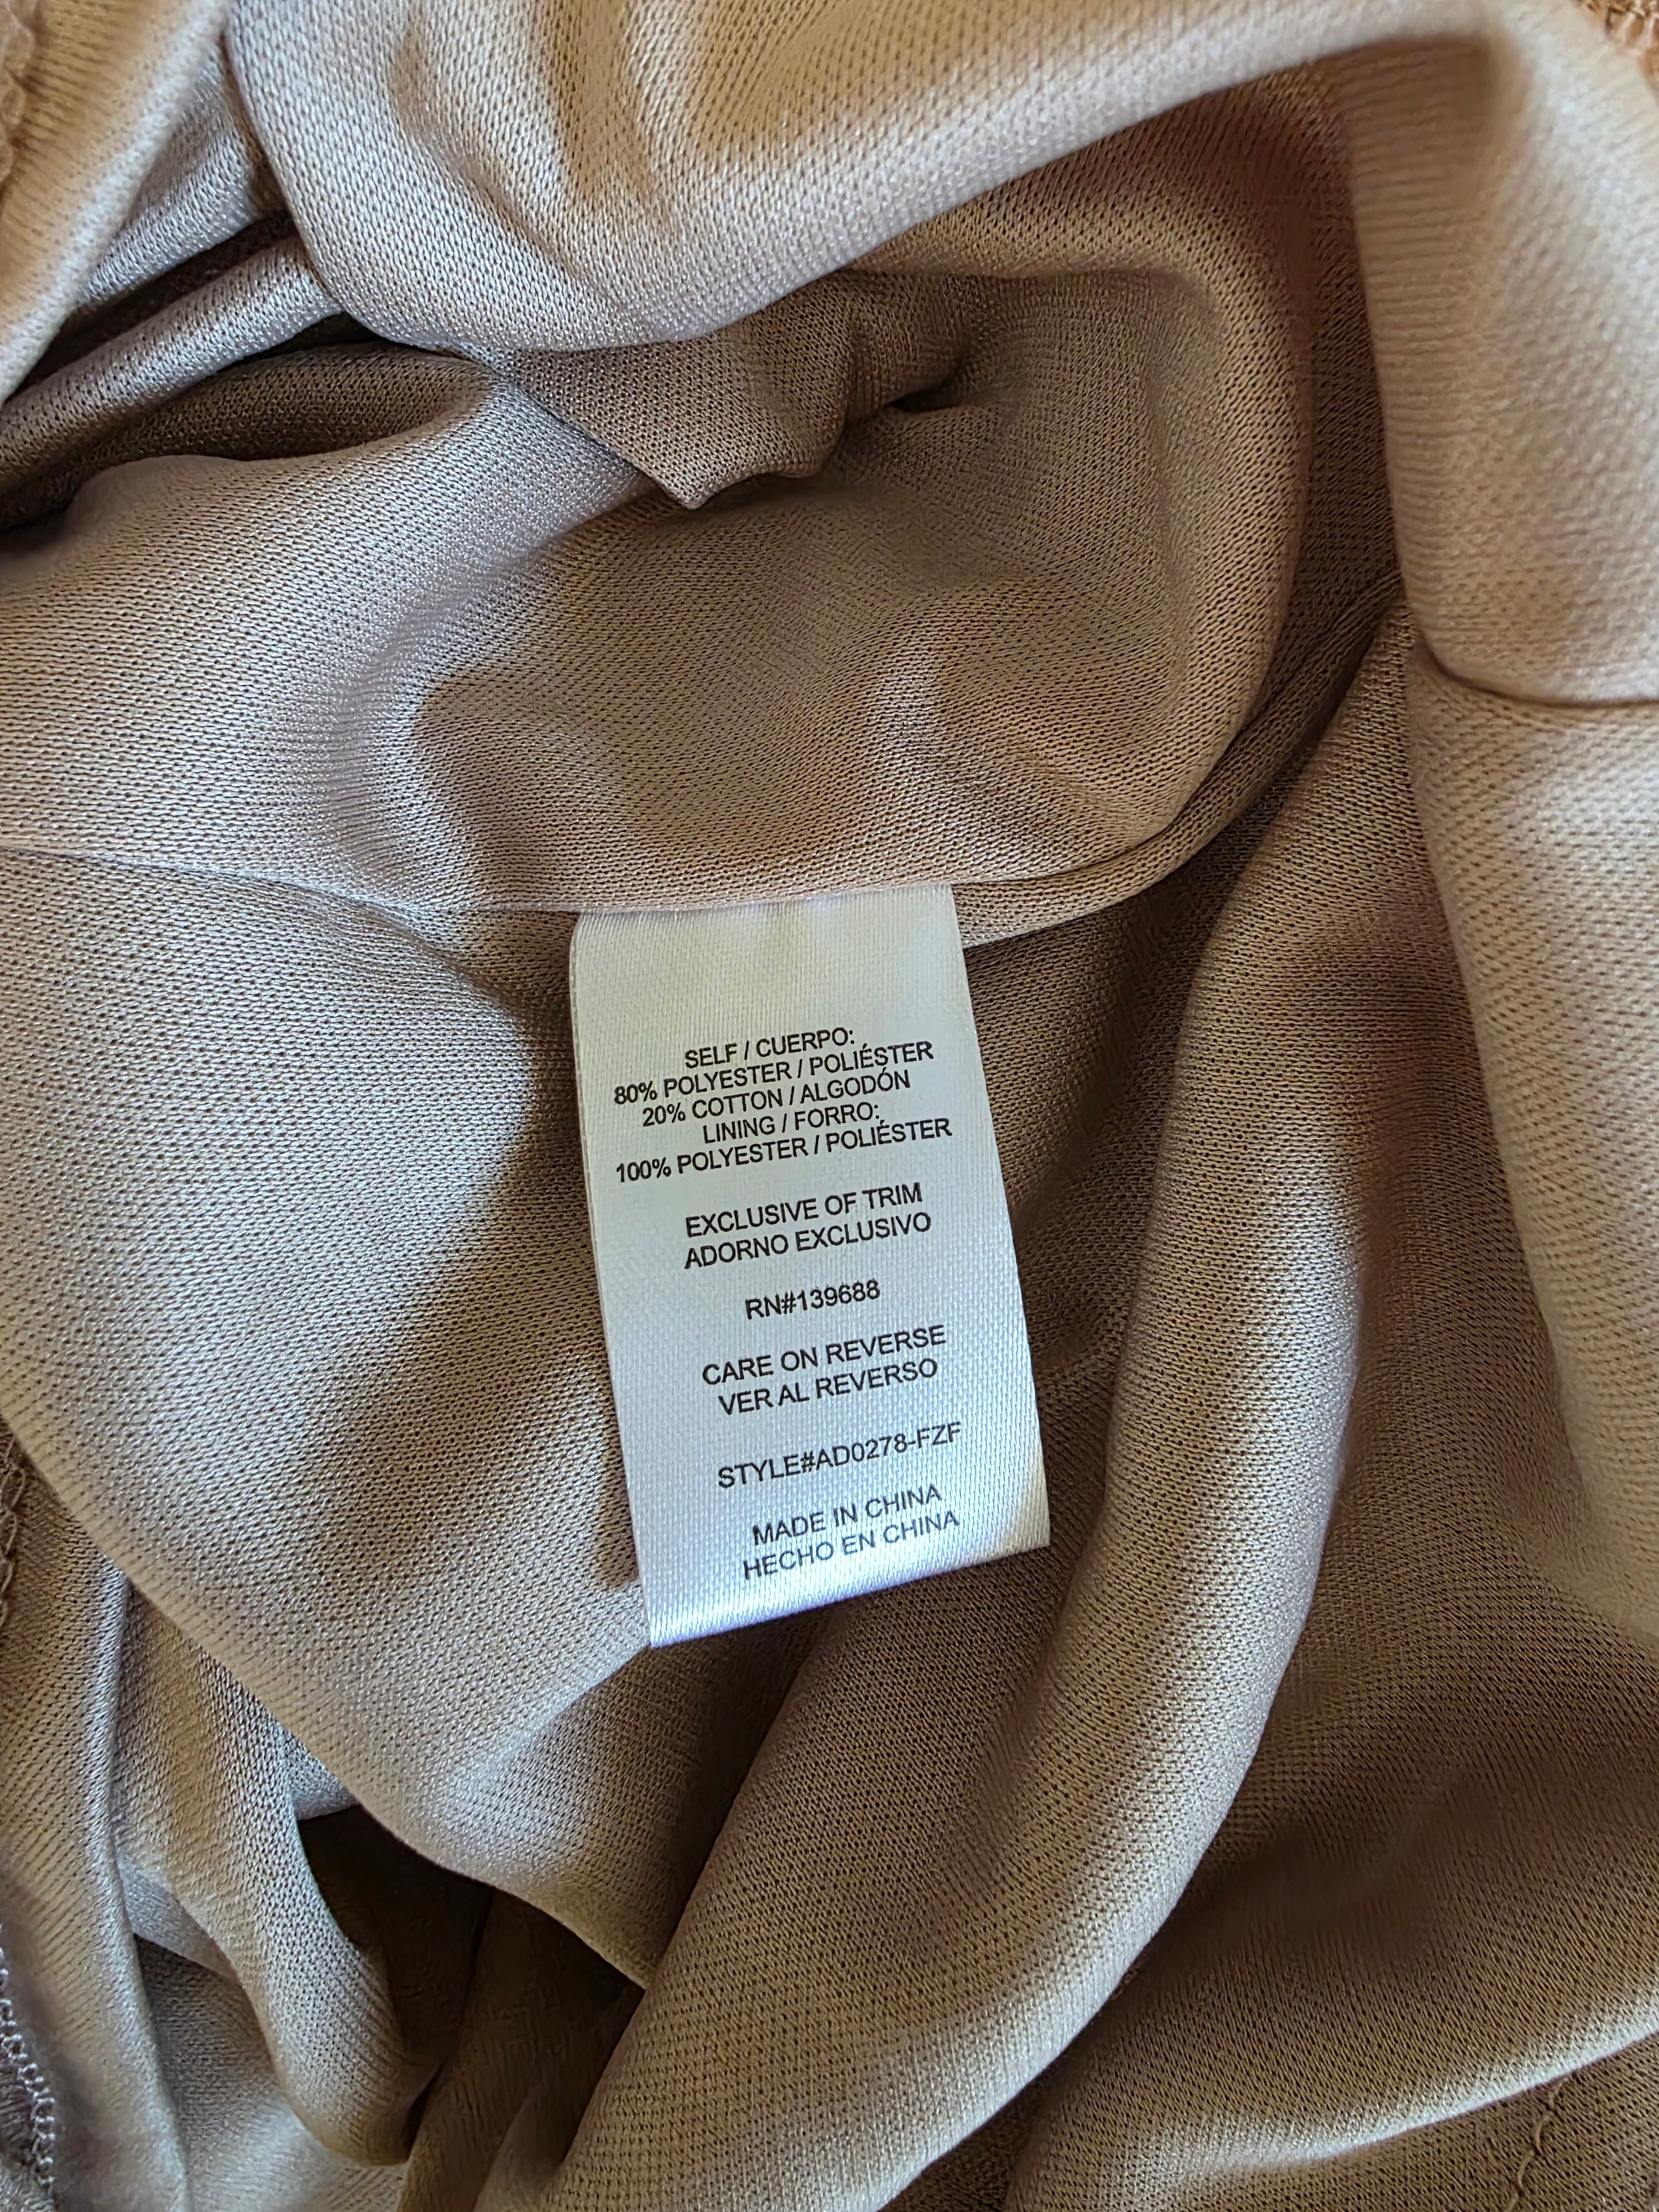 SELF / CUERPO:
80% POLYESTER / POLIÉSTER
20% COTTON / ALGODÓN
LINING / FORRO:
100% POLYESTER / POLIÉSTER
EXCLUSIVE OF TRIM
ADORNO EXCLUSIVO
RN#139688
CARE ON REVERSE
VER AL REVERSO
STYLE#AD0278-FZF
MADE IN CHINA
HECHO EN CHINA